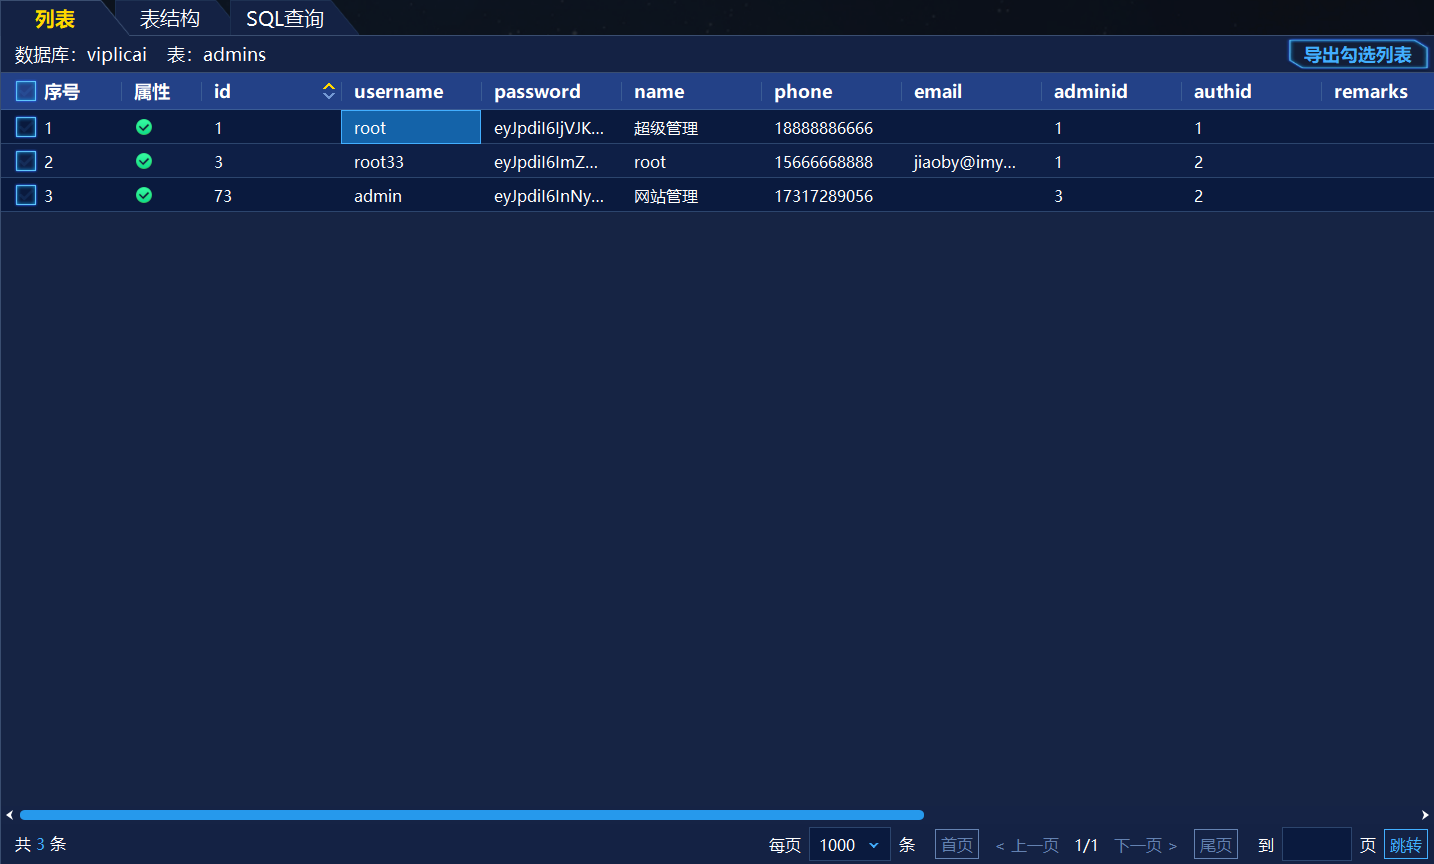 列表 表结构 SQL查询
数据库：viplicai 表：admins 导出勾选列表
序号 属性 id username password name phone email adminid authid remarks
1 1 root eyJpdiI6IjVJK... 超级管理 18888886666 1 1
2 3 root33 eyJpdiI6ImZ... root 15666668888 jiaoby@imy... 1 2
3 73 admin eyJpdiI6InNy... 网站管理 17317289056 3 2
共 3 条 每页 1000 条 首页 < 上一页 1/1 下一页 > 尾页 到 页 跳转